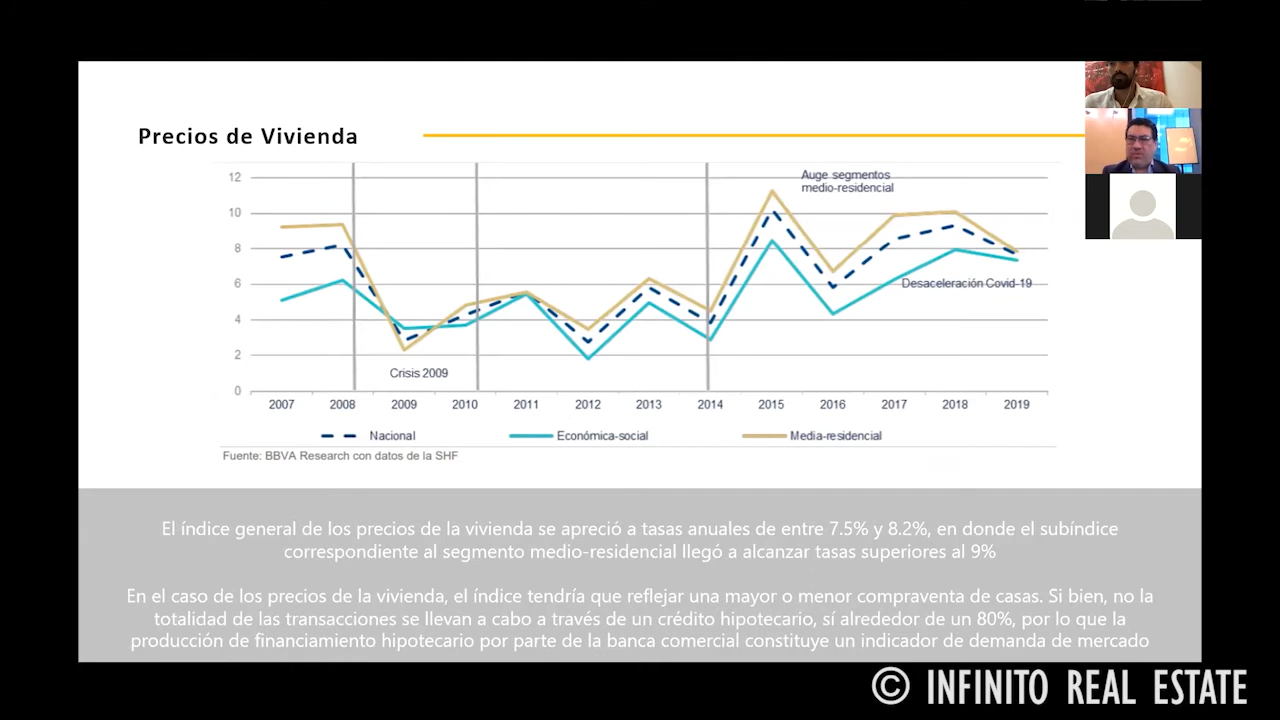 Precios de Vivienda
12
10
8
6
4
2
0
Auge segmentos
medio-residencial
Desaceleración Covid-19
Crisis 2009
2007 2008 2009 2010 2011 2012 2013 2014 2015 2016 2017 2018 2019
Nacional Económica-social Media-residencial
Fuente: BBVA Research con datos de la SHF
El índice general de los precios de la vivienda se apreció a tasas anuales de entre 7.5% y 8.2%, en donde el subíndice
correspondiente al segmento medio-residencial llegó a alcanzar tasas superiores al 9%
En el caso de los precios de la vivienda, el índice tendría que reflejar una mayor o menor compraventa de casas. Si bien, no la
totalidad de las transacciones se llevan a cabo a través de un crédito hipotecario, sí alrededor de un 80%, por lo que la
producción de financiamiento hipotecario por parte de la banca comercial constituye un indicador de demanda de mercado
© INFINITO REAL ESTATE